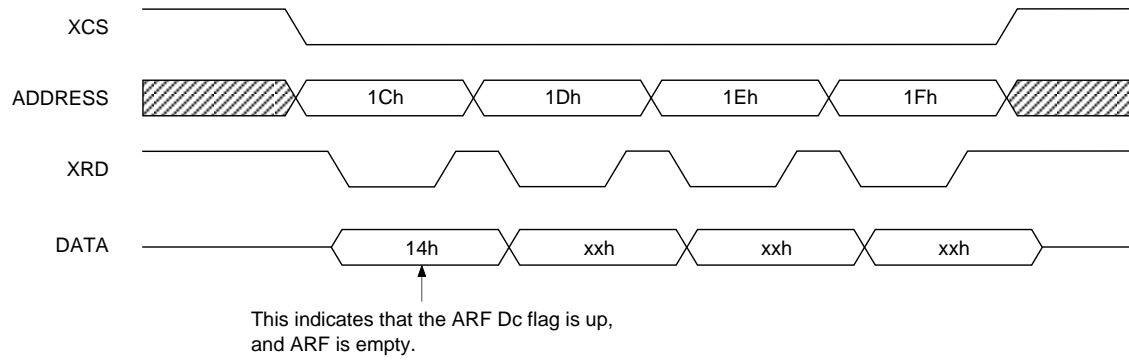 XCS
ADDRESS 1Ch 1Dh 1Eh 1Fh
XRD
DATA 14h xxh xxh xxh
This indicates that the ARF Dc flag is up,
and ARF is empty.